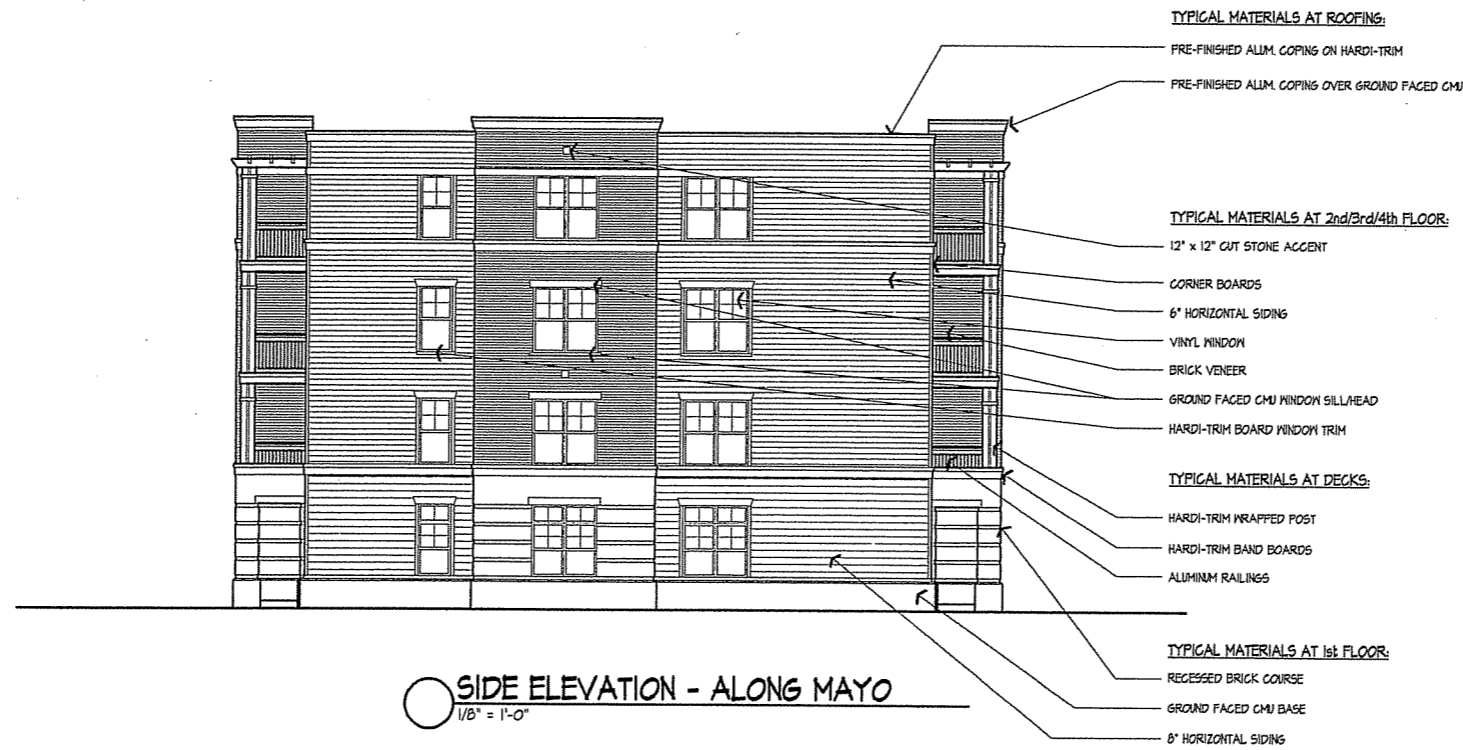 TYPICAL MATERIALS AT ROOFING:
PRE-FINISHED ALUM. COPING ON HARDI-TRIM
PRE-FINISHED ALUM. COPING OVER GROUND FACED CMU
TYPICAL MATERIALS AT 2nd/3rd/4th FLOOR:
12" x 12" CUT STONE ACCENT
CORNER BOARDS
6" HORIZONTAL SIDING
VINYL WINDOW
BRICK VENEER
GROUND FACED CMU WINDOW SILL/HEAD
HARDI-TRIM BOARD WINDOW TRIM
TYPICAL MATERIALS AT DECKS:
HARDI-TRIM WRAPPED POST
HARDI-TRIM BAND BOARDS
ALUMINUM RAILINGS
TYPICAL MATERIALS AT 1st FLOOR:
RECESSED BRICK COURSE
GROUND FACED CMU BASE
8" HORIZONTAL SIDING
SIDE ELEVATION - ALONG MAYO
1/8" = 1'-0"